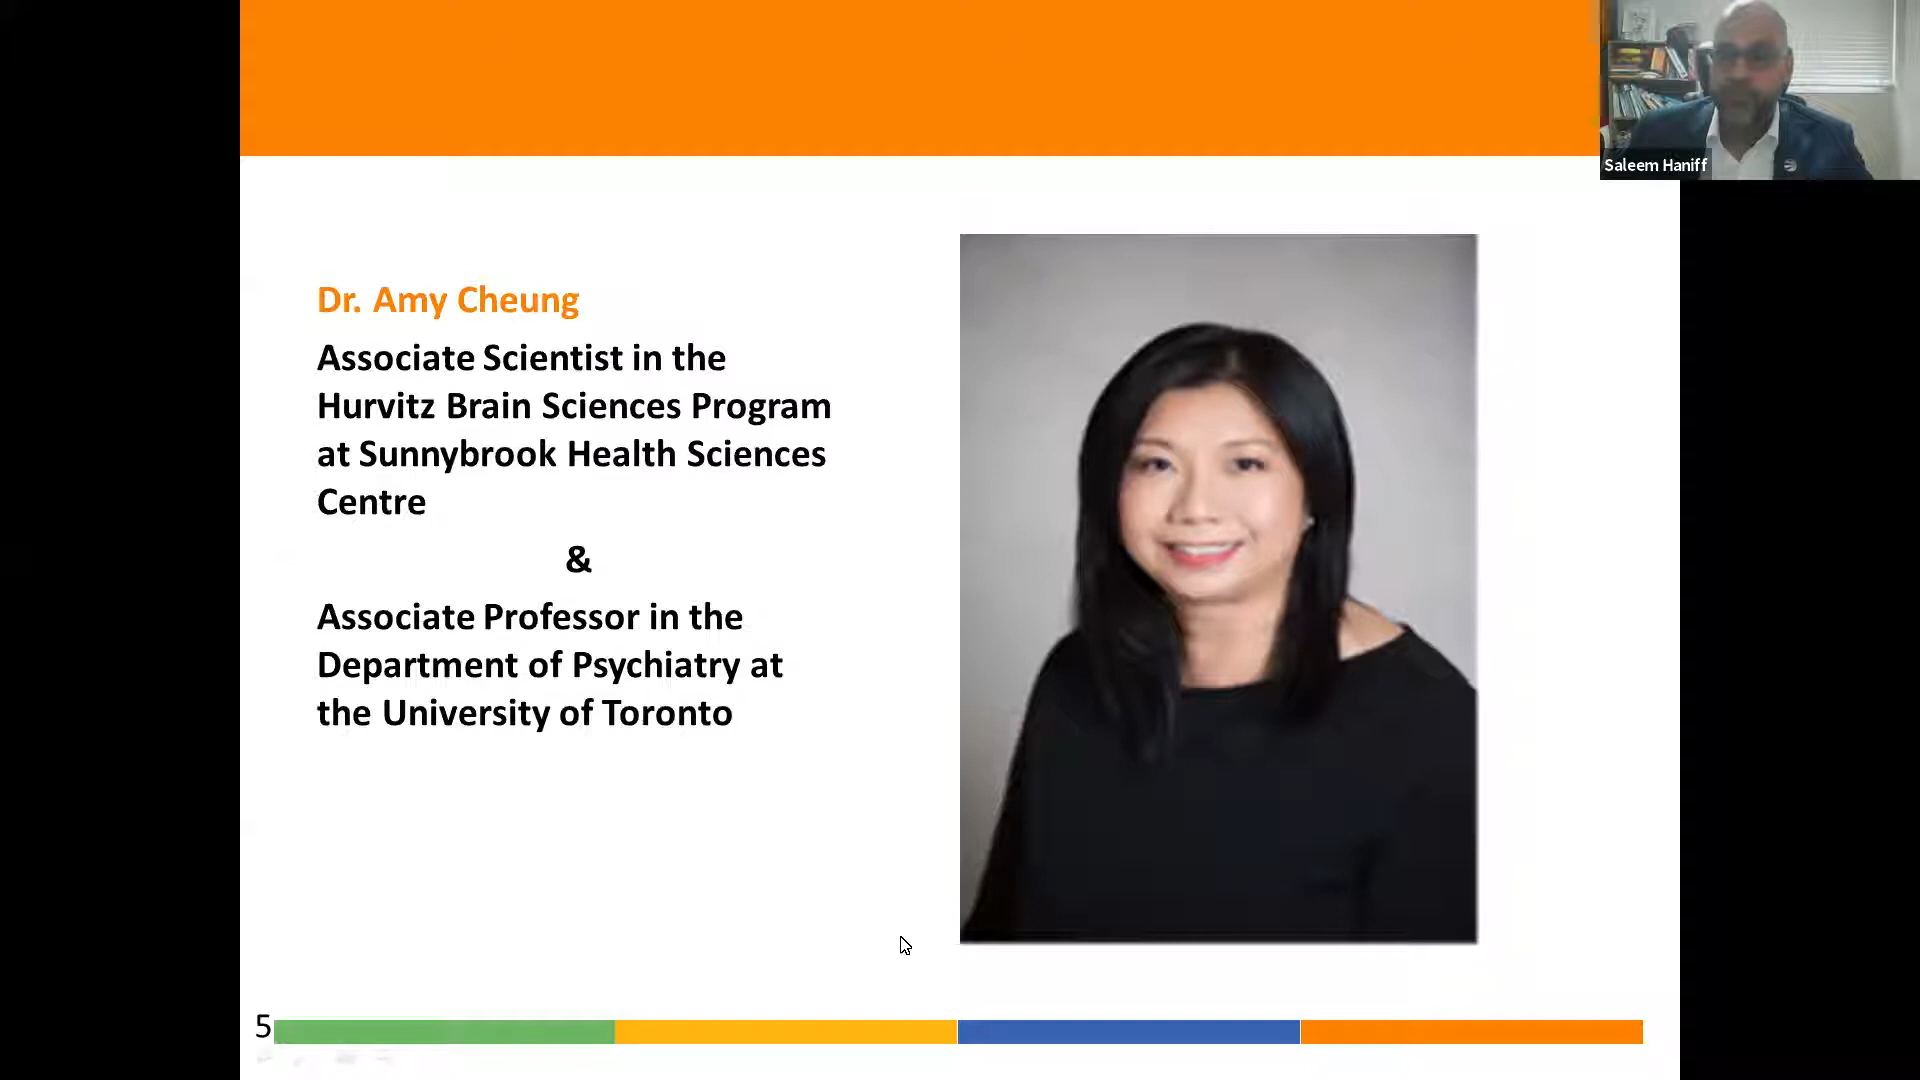 Saleem Haniff
Dr. Amy Cheung
Associate Scientist in the
Hurvitz Brain Sciences Program
at Sunnybrook Health Sciences
Centre
&
Associate Professor in the
Department of Psychiatry at
the University of Toronto
5